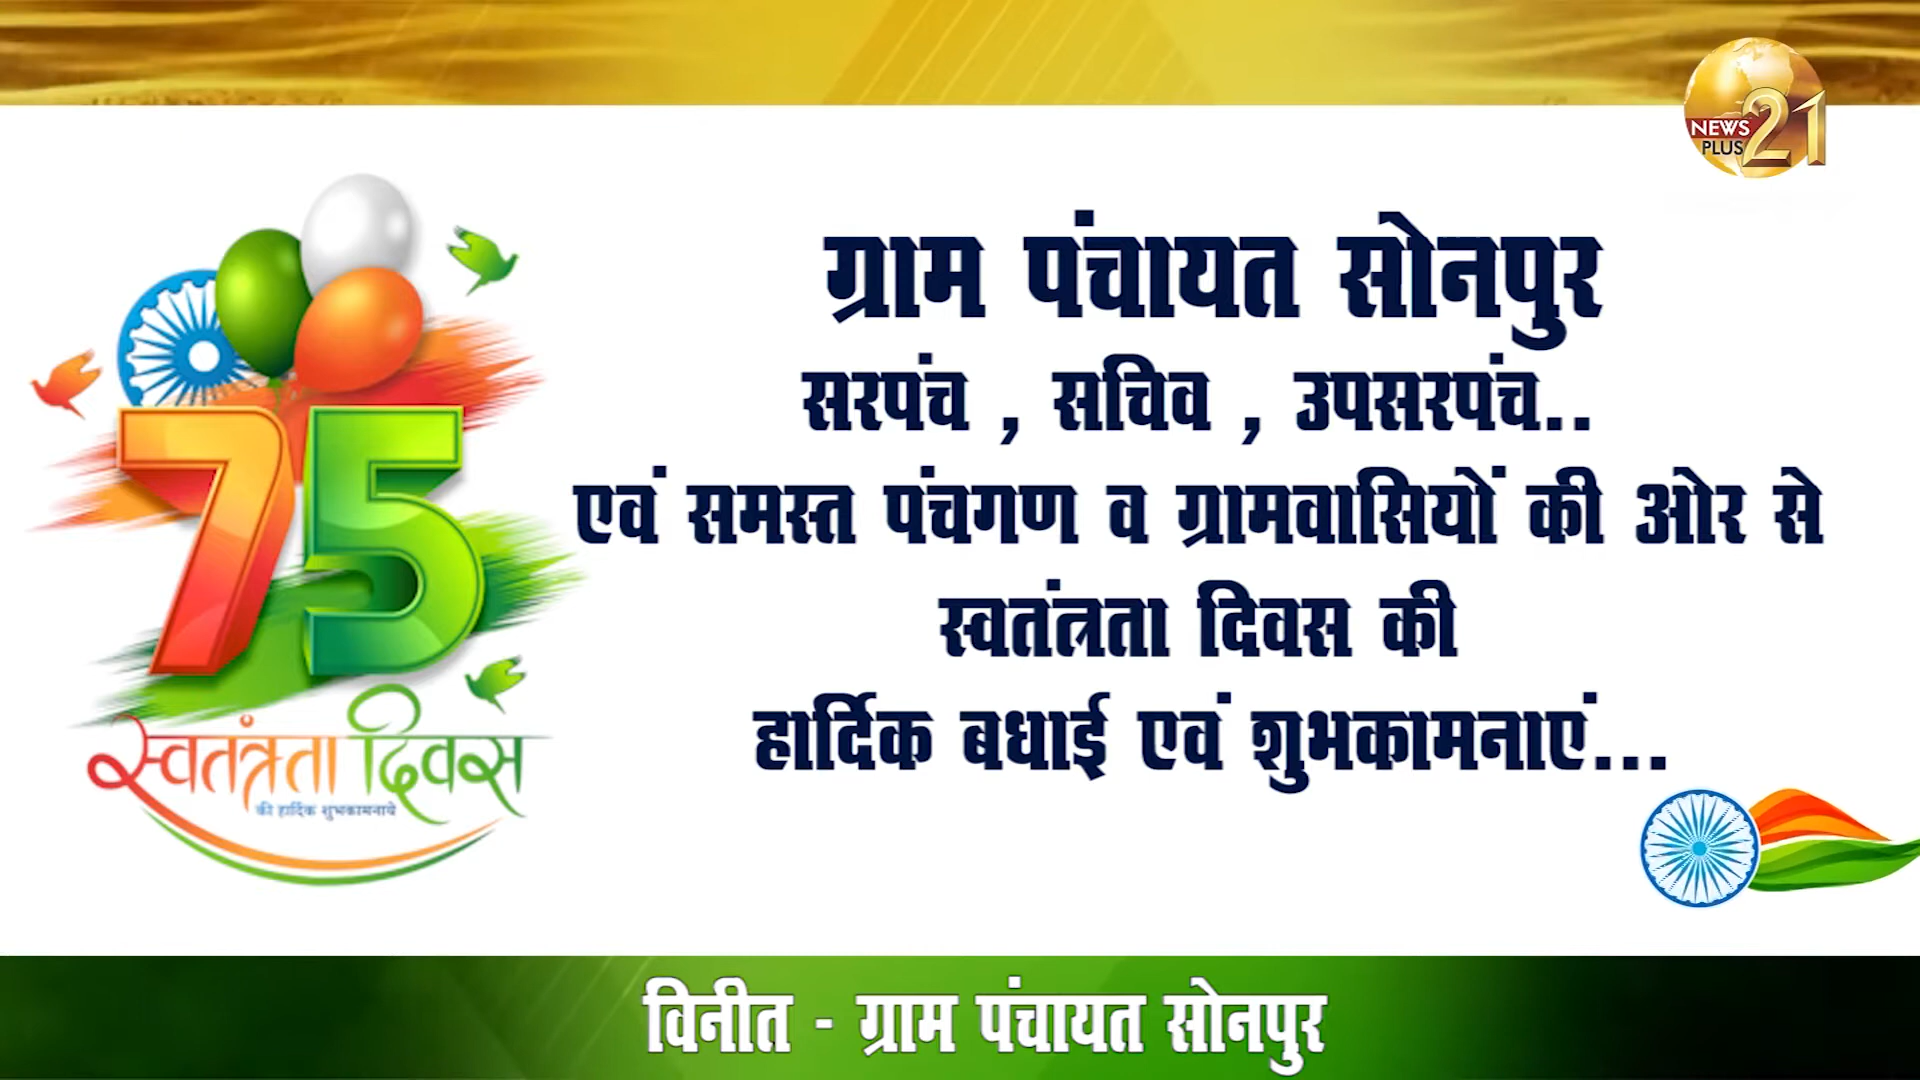 NEWS
PLUS 21
ग्राम पंचायत सोनपुर
सरपंच , सचिव , उपसरपंच..
एवं समस्त पंचगण व ग्रामवासियों की ओर से
स्वतंत्रता दिवस की
हार्दिक बधाई एवं शुभकामनाएं...
75
स्वतंत्रता दिवस
की हार्दिक शुभकामनाये
विनीत - ग्राम पंचायत सोनपुर